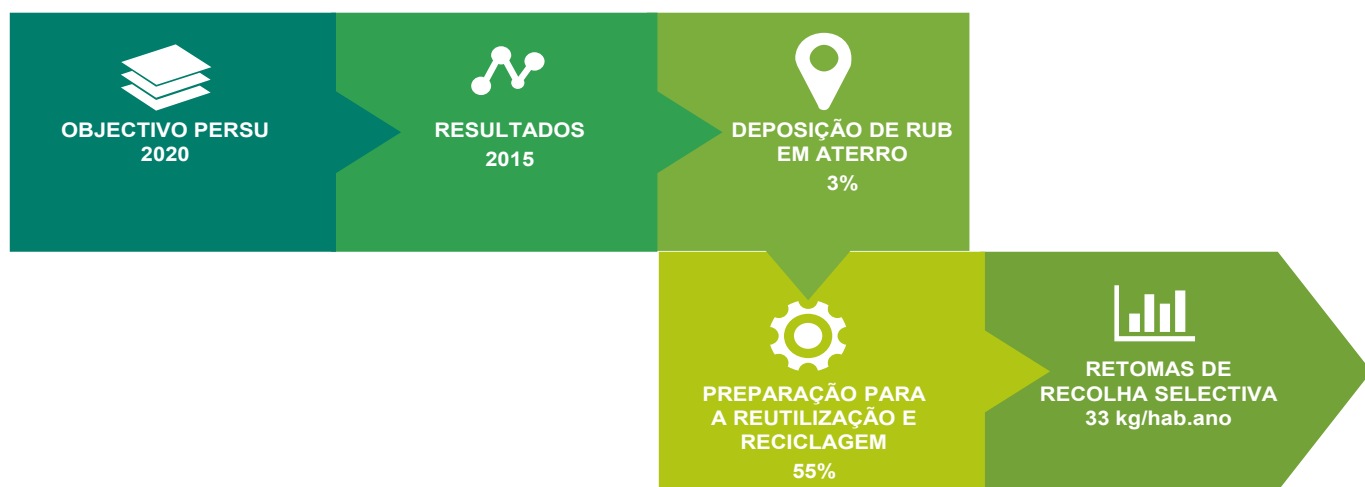 OBJECTIVO PERSU
2020
RESULTADOS
2015
DEPOSIÇÃO DE RUB
EM ATERRO
3%
PREPARAÇÃO PARA
A REUTILIZAÇÃO E
RECICLAGEM
55%
RETOMAS DE
RECOLHA SELECTIVA
33 kg/hab.ano